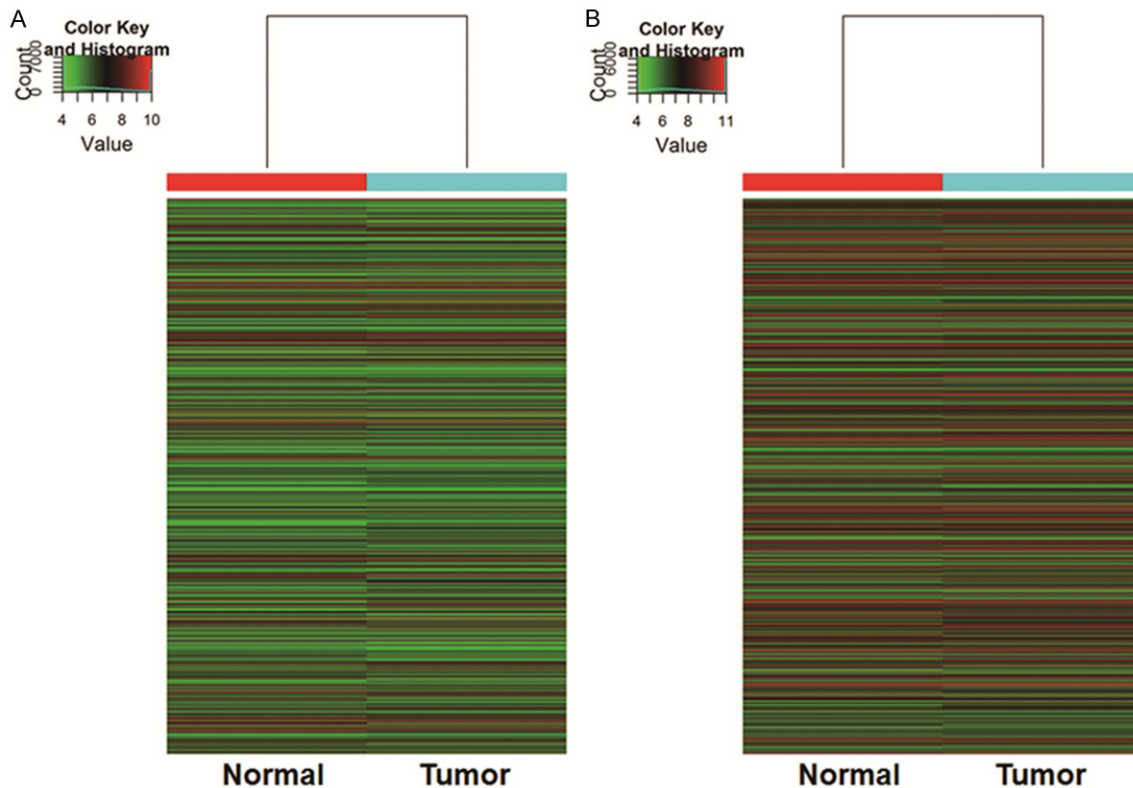 A
Color Key
and Histogram
Count
0 7000
4 6 8 10
Value
Normal Tumor
B
Color Key
and Histogram
Count
0 6000
4 6 8 11
Value
Normal Tumor